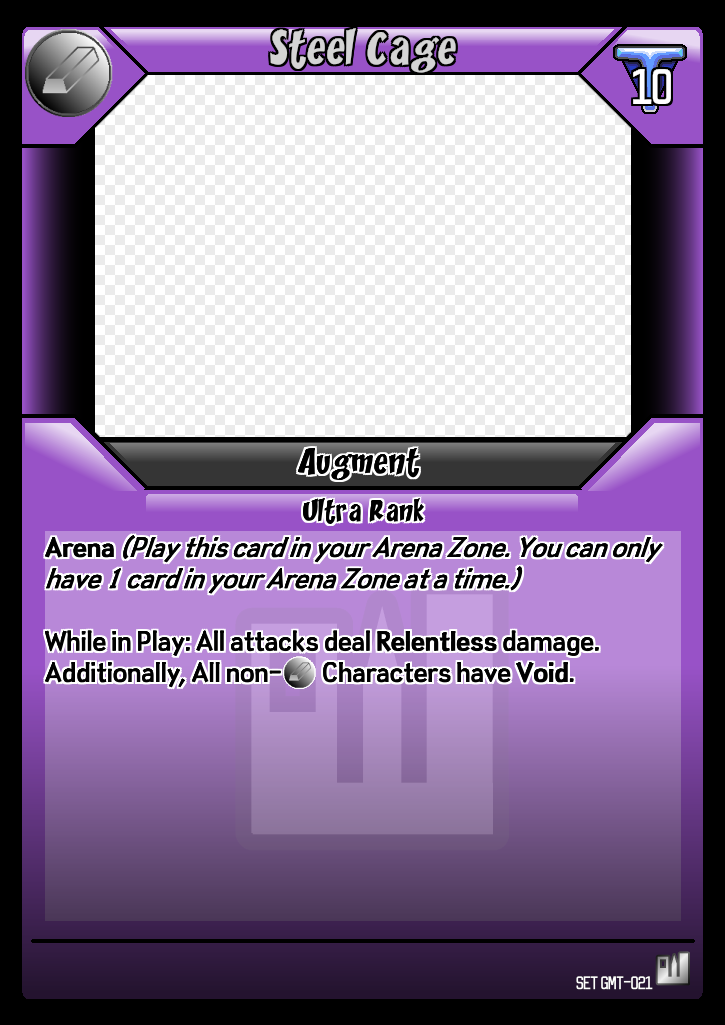 Steel Cage
10
Augment
Ultra Rank
Arena (Play this card in your Arena Zone. You can only
have 1 card in your Arena Zone at a time.)
While in Play: All attacks deal Relentless damage.
Additionally, All non- Characters have Void.
SET GMT-021